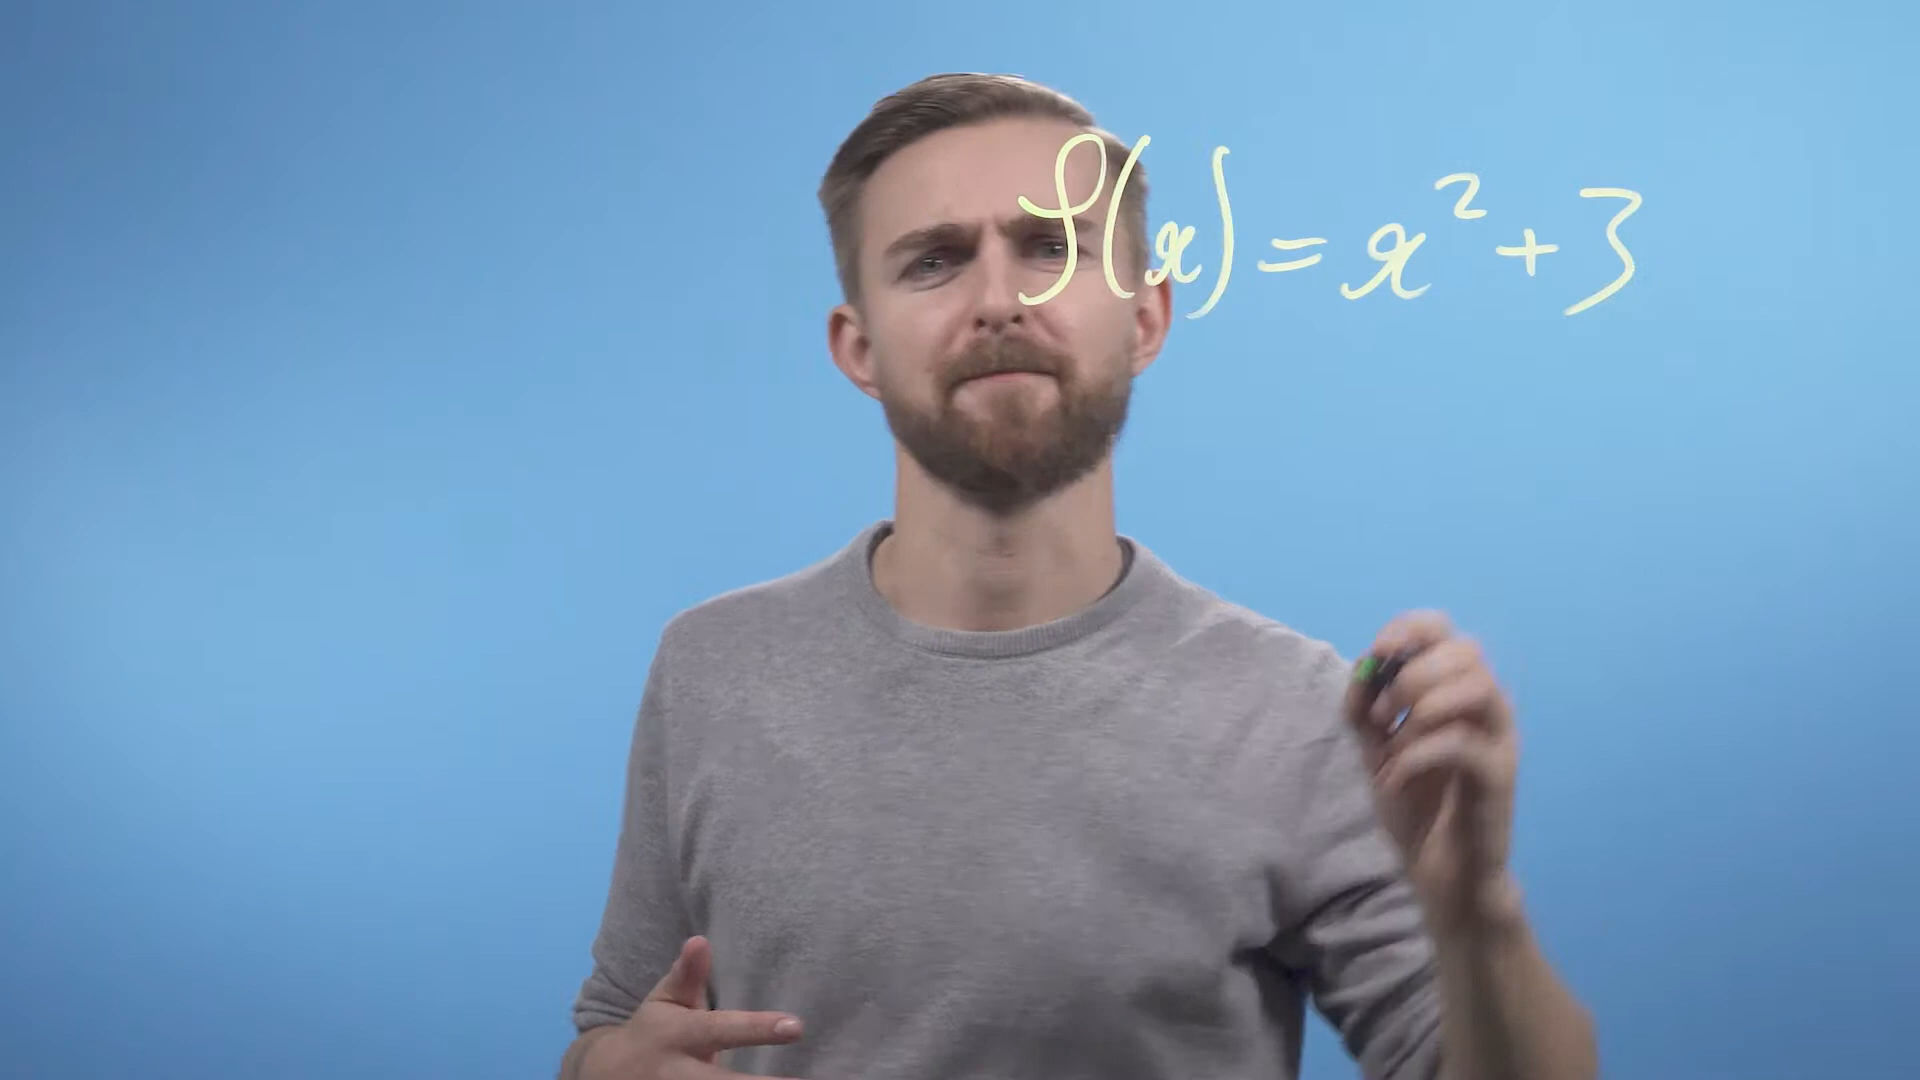 f(x) = x² + 3